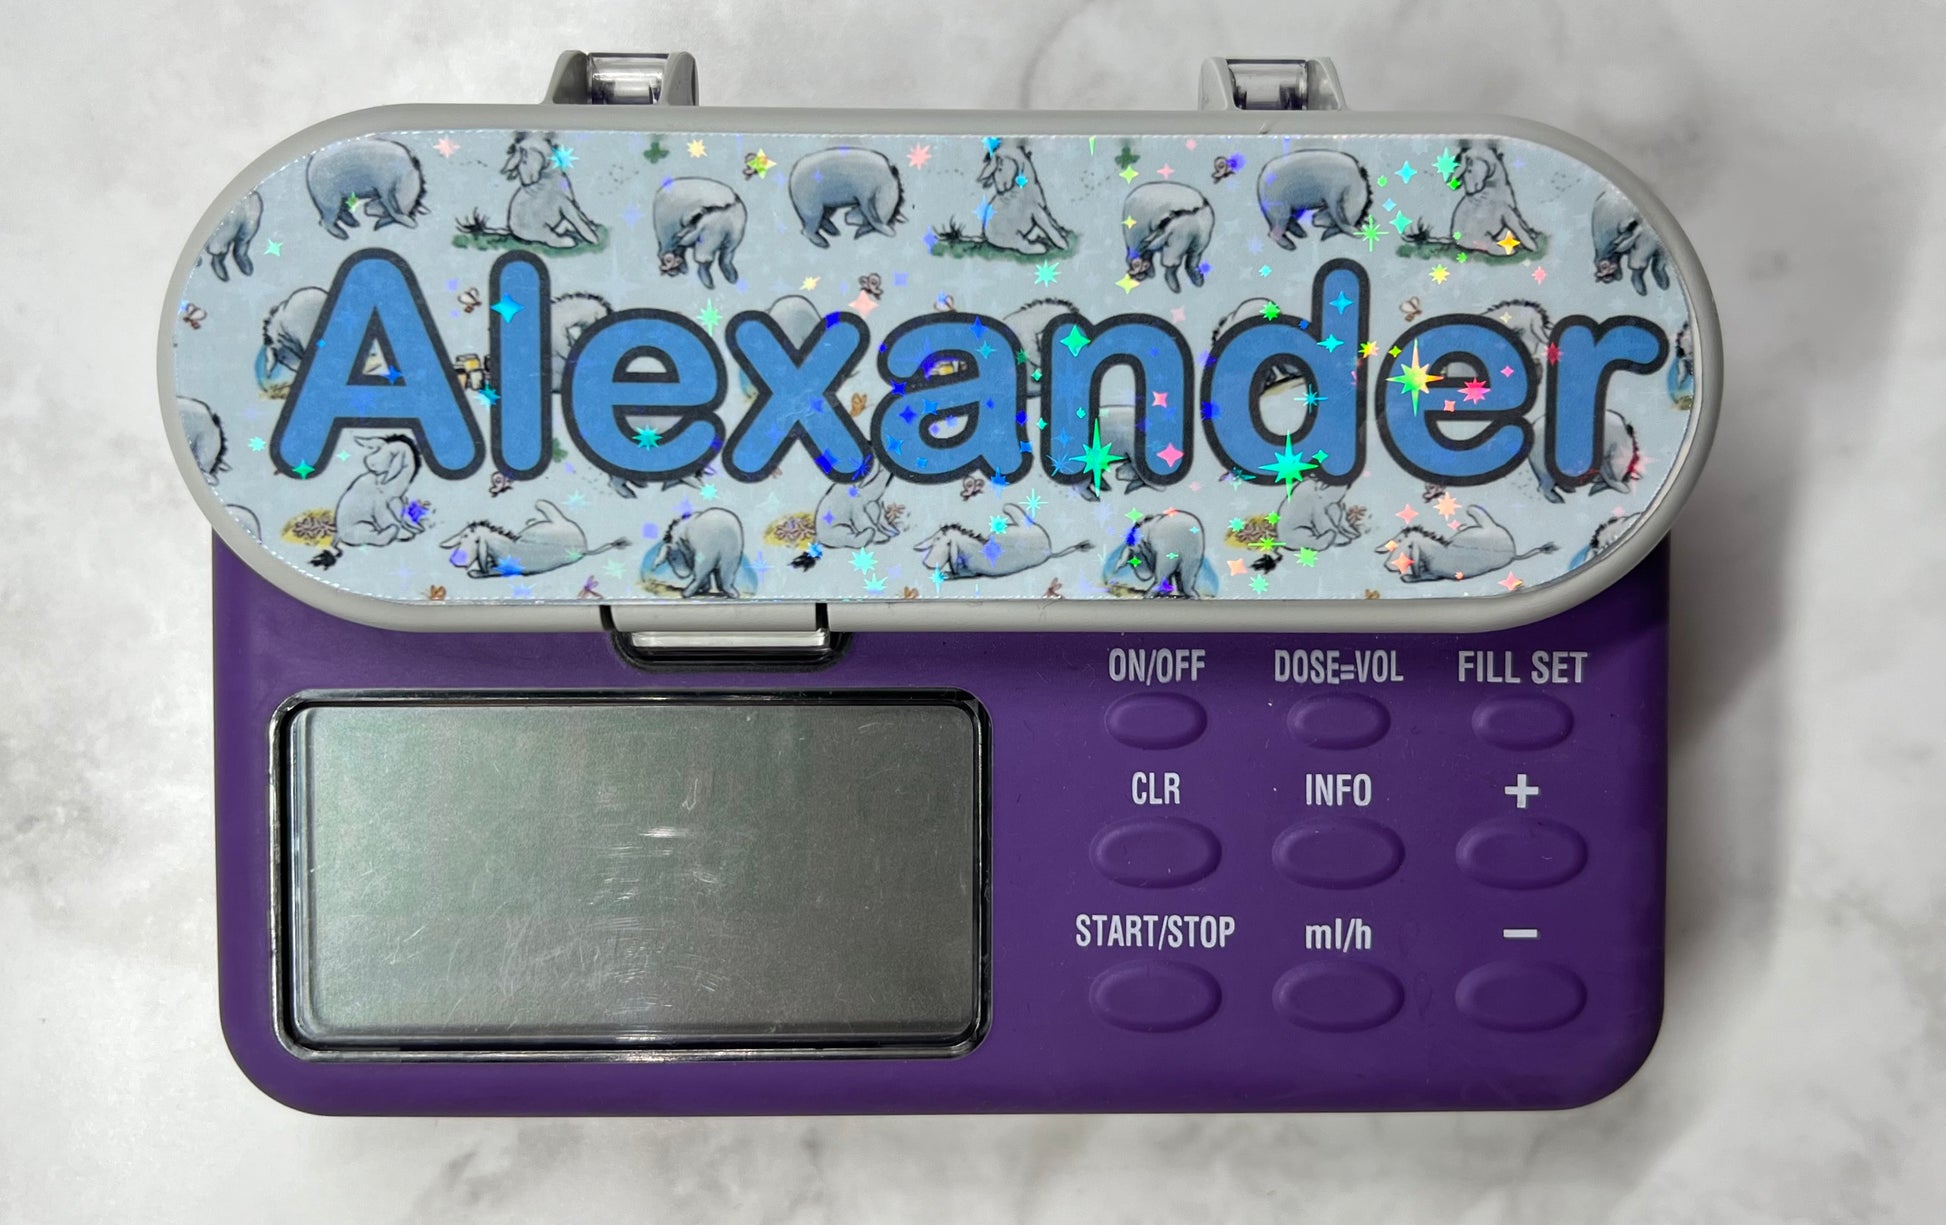 Alexander
ON/OFF DOSE=VOL FILL SET
CLR INFO +
START/STOP ml/h −